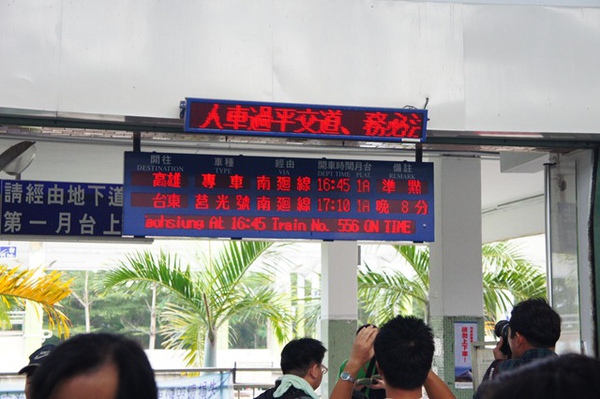 人車過平交道、務必注
開往 車種 經由 開車時間 月台 備註
DESTINATION TYPE VIA DEPT.TIME PLAT REMARK
高雄 專車 南迴線 16:45 1A 準點
台東 莒光號 南迴線 17:10 1A 晚 8 分
aohsiung At 16:45 Train No. 556 ON TIME
請經由地下道
第一月台上